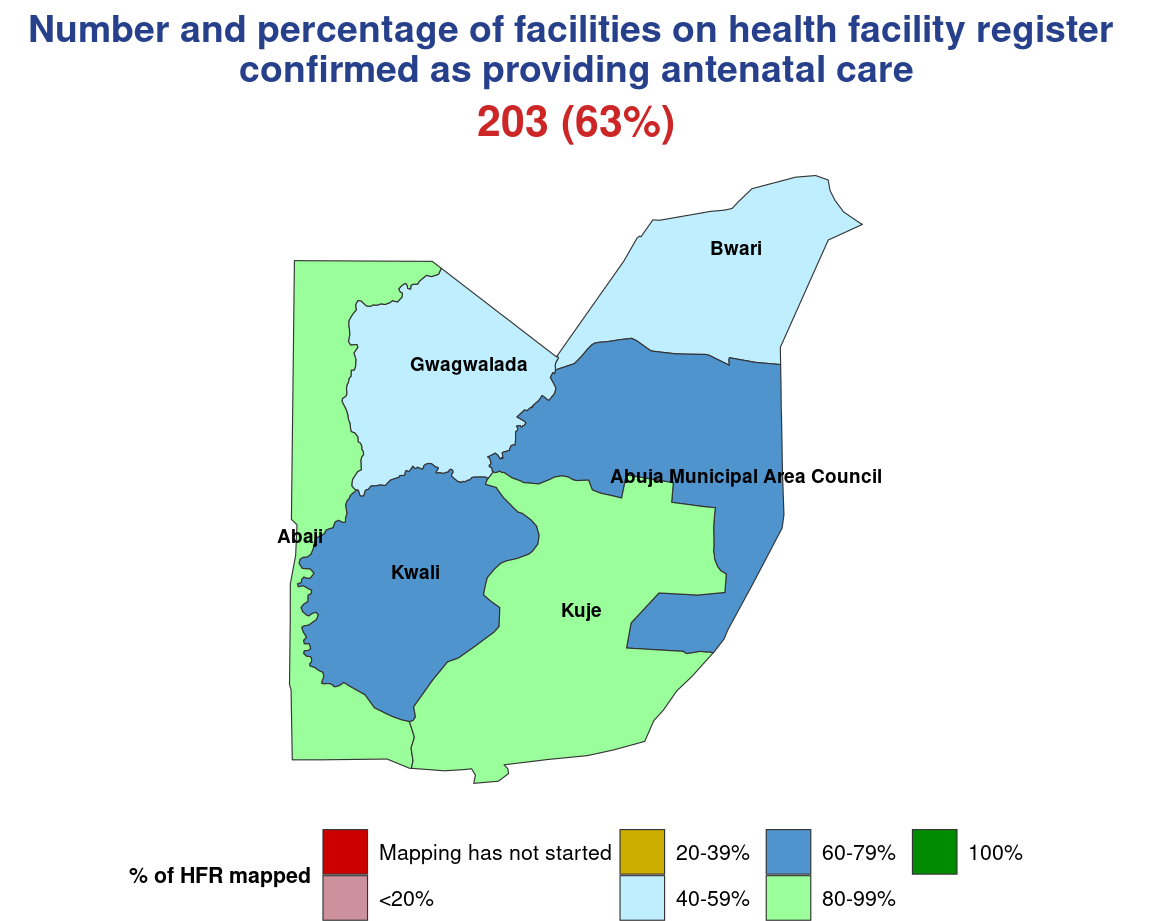 Number and percentage of facilities on health facility register
confirmed as providing antenatal care
203 (63%)
Bwari
Gwagwalada
Abuja Municipal Area Council
Abaji
Kwali
Kuje
% of HFR mapped
Mapping has not started
<20%
20-39%
40-59%
60-79%
80-99%
100%